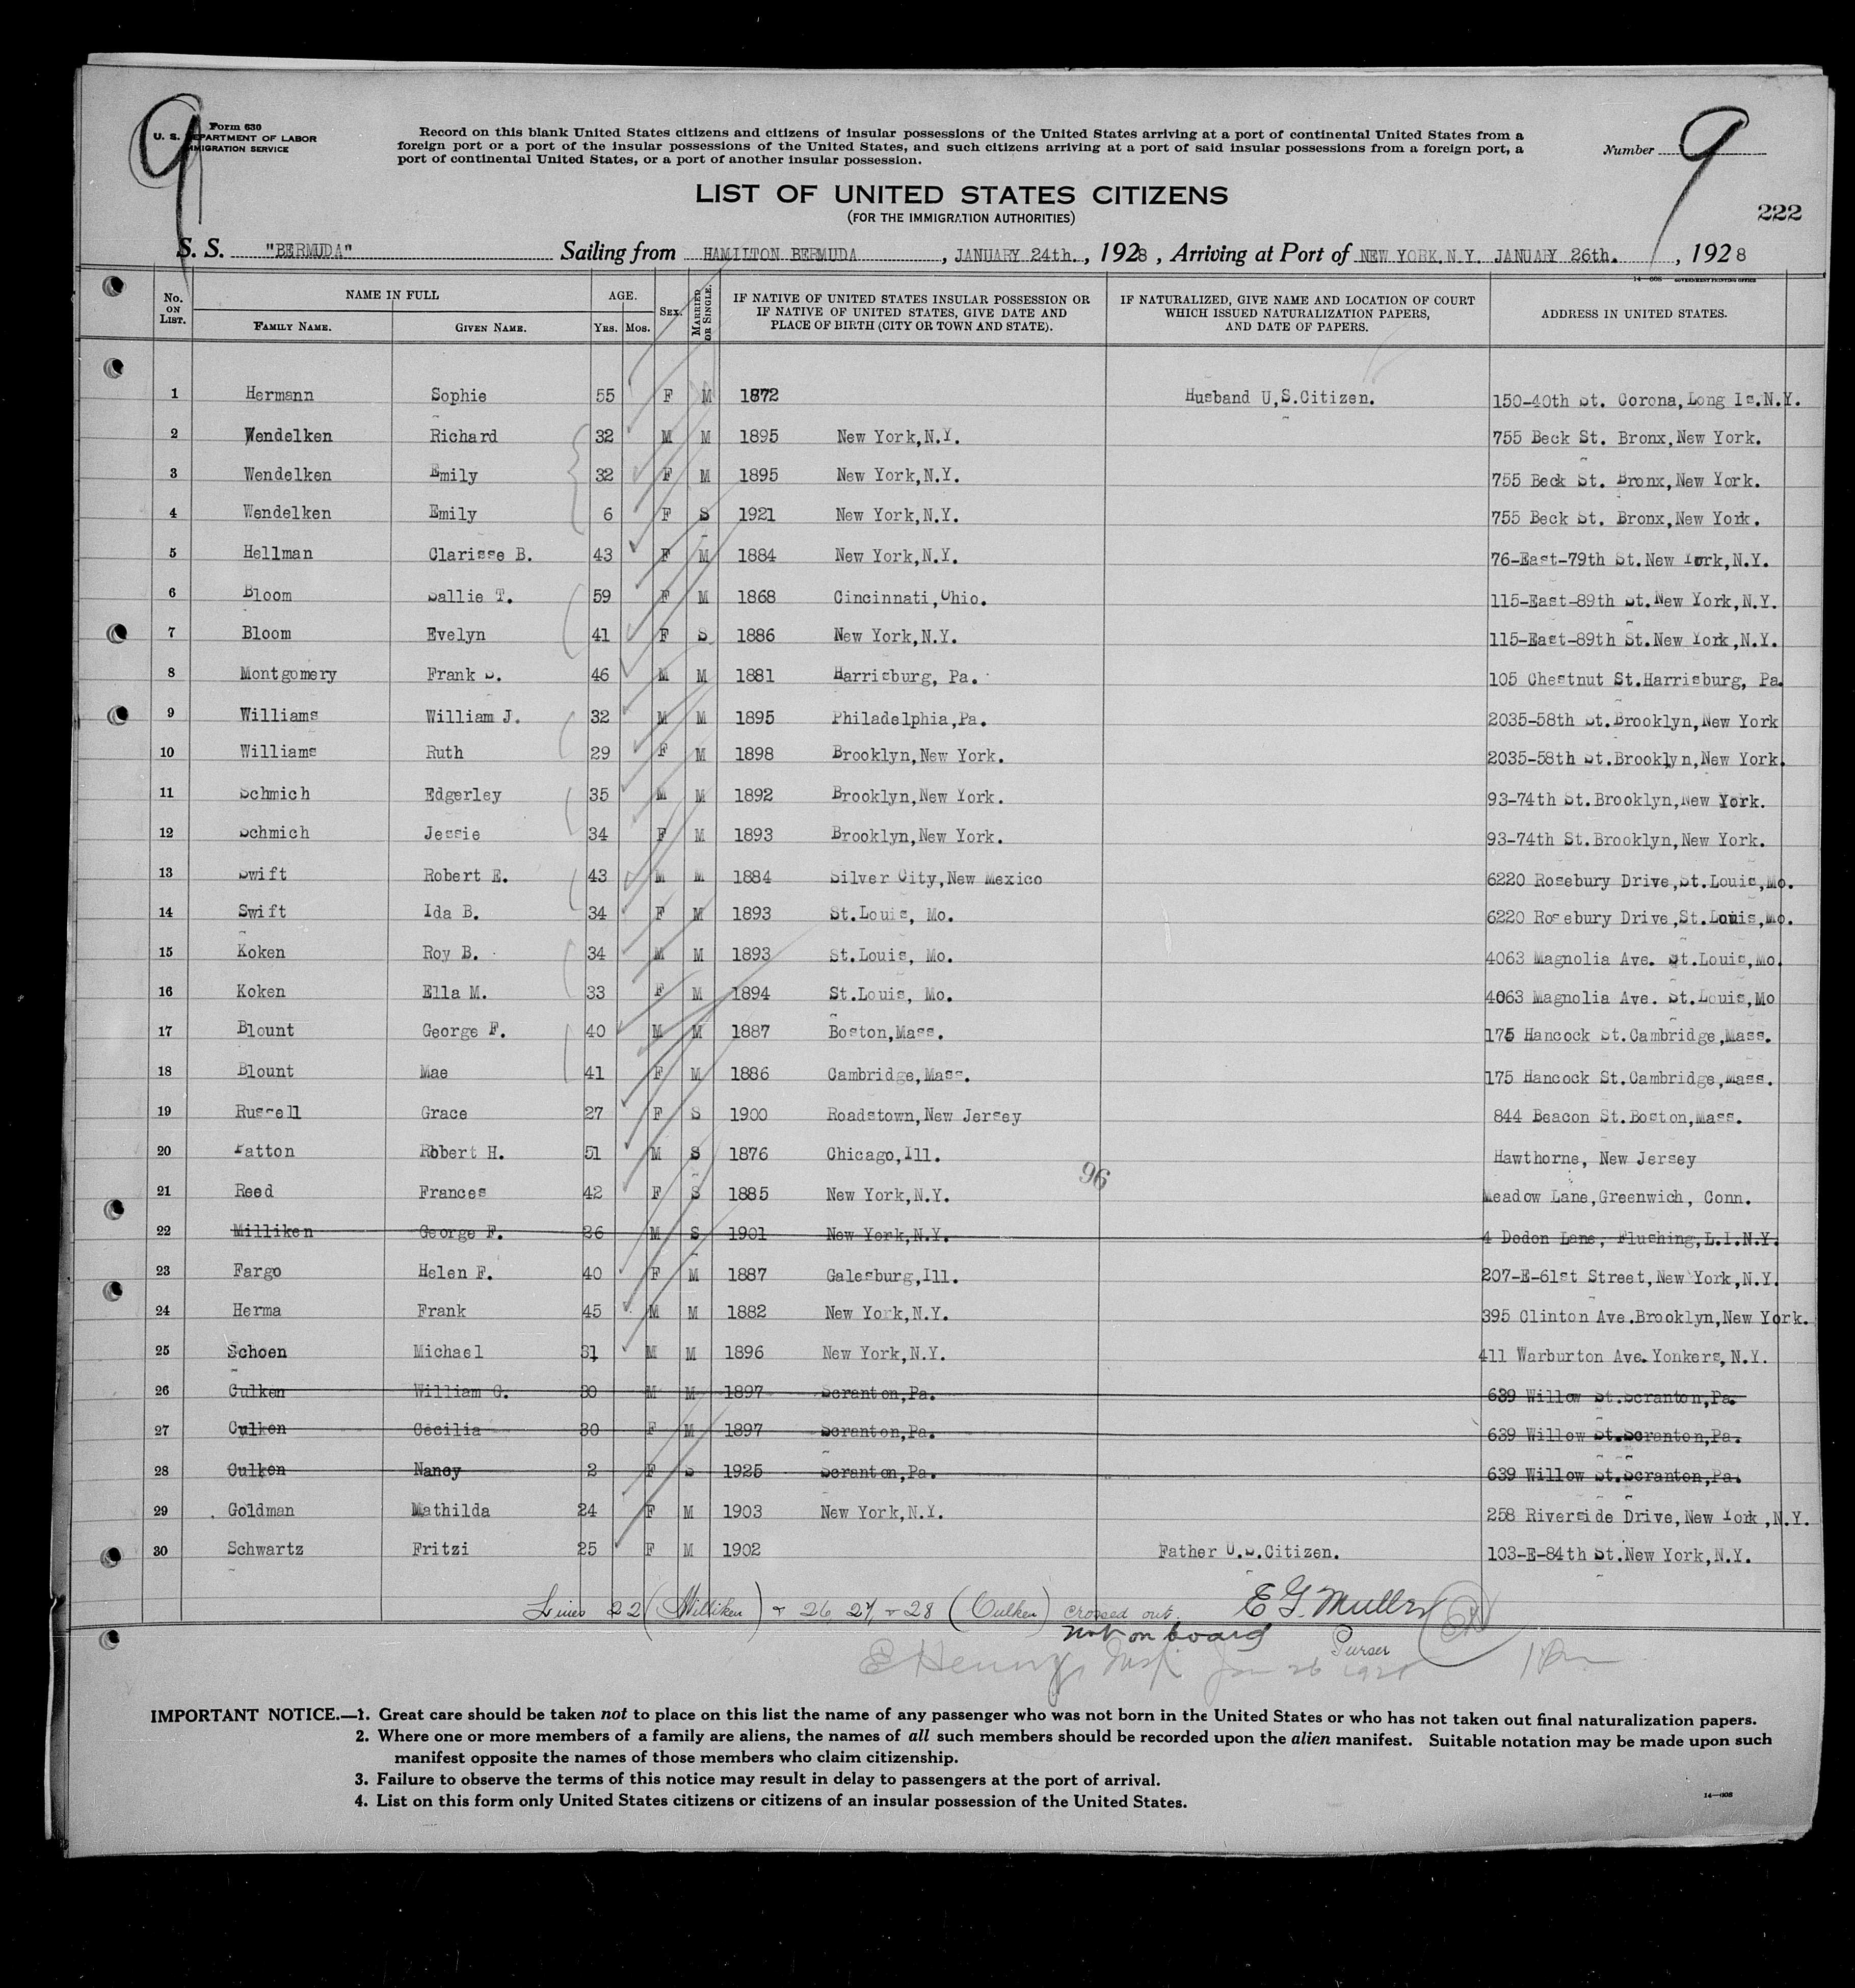 9
Form 630
U. S. DEPARTMENT OF LABOR
IMMIGRATION SERVICE
Record on this blank United States citizens and citizens of insular possessions of the United States arriving at a port of continental United States from a
foreign port or a port of the insular possessions of the United States, and such citizens arriving at a port of said insular possessions from a foreign port, a
port of continental United States, or a port of another insular possession.
Number 9
LIST OF UNITED STATES CITIZENS
(FOR THE IMMIGRATION AUTHORITIES)
222
S. S. "BERMUDA" Sailing from HAMILTON BERMUDA, JANUARY 24th., 1928, Arriving at Port of NEW YORK.N.Y. JANUARY 26th., 1928
14—608 GOVERNMENT PRINTING OFFICE
No. ON LIST. NAME IN FULL FAMILY NAME. GIVEN NAME. AGE. YRS. MOS. SEX. MARRIED OR SINGLE. IF NATIVE OF UNITED STATES INSULAR POSSESSION OR IF NATIVE OF UNITED STATES, GIVE DATE AND PLACE OF BIRTH (CITY OR TOWN AND STATE). IF NATURALIZED, GIVE NAME AND LOCATION OF COURT WHICH ISSUED NATURALIZATION PAPERS, AND DATE OF PAPERS. ADDRESS IN UNITED STATES.
1 Hermann Sophie 55 F M 1872 Husband U,S.Citizen. 150-40th St. Corona,Long Is.N.Y.
2 Wendelken Richard 32 M M 1895 New York,N.Y. 755 Beck St. Bronx,New York.
3 Wendelken Emily 32 F M 1895 New York,N.Y. 755 Beck St. Bronx,New York.
4 Wendelken Emily 6 F S 1921 New York,N.Y. 755 Beck St. Bronx,New York.
5 Hellman Clarisse B. 43 F M 1884 New York,N.Y. 76-East-79th St.New York,N.Y.
6 Bloom Sallie T. 59 F M 1868 Cincinnati,Ohio. 115-East-89th St.New York,N.Y.
7 Bloom Evelyn 41 F S 1886 New York,N.Y. 115-East-89th St.New York,N.Y.
8 Montgomery Frank S. 46 M M 1881 Harrisburg, Pa. 105 Chestnut St.Harrisburg, Pa.
9 Williams William J. 32 M M 1895 Philadelphia,Pa. 2035-58th St.Brooklyn,New York
10 Williams Ruth 29 F M 1898 Brooklyn,New York. 2035-58th St.Brooklyn,New York.
11 Schmich Edgerley 35 M M 1892 Brooklyn,New York. 93-74th St.Brooklyn,New York.
12 Schmich Jessie 34 F M 1893 Brooklyn,New York. 93-74th St.Brooklyn,New York.
13 Swift Robert E. 43 M M 1884 Silver City,New Mexico 6220 Rosebury Drive,St.Louis,Mo.
14 Swift Ida B. 34 F M 1893 St.Louis, Mo. 6220 Rosebury Drive,St.Louis,Mo.
15 Koken Roy B. 34 M M 1893 St.Louis, Mo. 4063 Magnolia Ave. St.Louis,Mo.
16 Koken Ella M. 33 F M 1894 St.Louis, Mo. 4063 Magnolia Ave. St.Louis,Mo
17 Blount George F. 40 M M 1887 Boston,Mass. 175 Hancock St.Cambridge,Mass.
18 Blount Mae 41 F M 1886 Cambridge,Mass. 175 Hancock St.Cambridge,Mass.
19 Russell Grace 27 F S 1900 Roadstown,New Jersey 844 Beacon St.Boston,Mass.
20 Patton Robert H. 51 M S 1876 Chicago,Ill. Hawthorne, New Jersey
96
21 Reed Frances 42 F S 1885 New York,N.Y. Meadow Lane,Greenwich, Conn.
22 Milliken George F. 26 M S 1901 New York,N.Y. 4 Dodon Lane, Flushing,L.I.N.Y.
23 Fargo Helen F. 40 F M 1887 Galesburg,Ill. 207-E-61st Street,New York,N.Y.
24 Herma Frank 45 M M 1882 New York,N.Y. 395 Clinton Ave.Brooklyn,New York.
25 Schoen Michael 31 M M 1896 New York,N.Y. 411 Warburton Ave.Yonkers,N.Y.
26 Culken William G. 30 M M 1897 Scranton,Pa. 639 Willow St.Scranton,Pa.
27 Culken Cecilia 30 F M 1897 Scranton,Pa. 639 Willow St.Scranton,Pa.
28 Culken Nancy 2 F S 1925 Scranton,Pa. 639 Willow St.Scranton,Pa.
29 Goldman Mathilda 24 F M 1903 New York,N.Y. 258 Riverside Drive,New York,N.Y.
30 Schwartz Fritzi 25 F M 1902 Father U.S.Citizen. 103-E-84th St.New York,N.Y.
Lines 22 (Milliken) + 26, 27, + 28 (Culken) crossed out. E G. Muller
not on board Purser
E Henry Insp Jan 26 1928
IMPORTANT NOTICE.—1. Great care should be taken not to place on this list the name of any passenger who was not born in the United States or who has not taken out final naturalization papers.
2. Where one or more members of a family are aliens, the names of all such members should be recorded upon the alien manifest. Suitable notation may be made upon such
manifest opposite the names of those members who claim citizenship.
3. Failure to observe the terms of this notice may result in delay to passengers at the port of arrival.
4. List on this form only United States citizens or citizens of an insular possession of the United States.
14—608